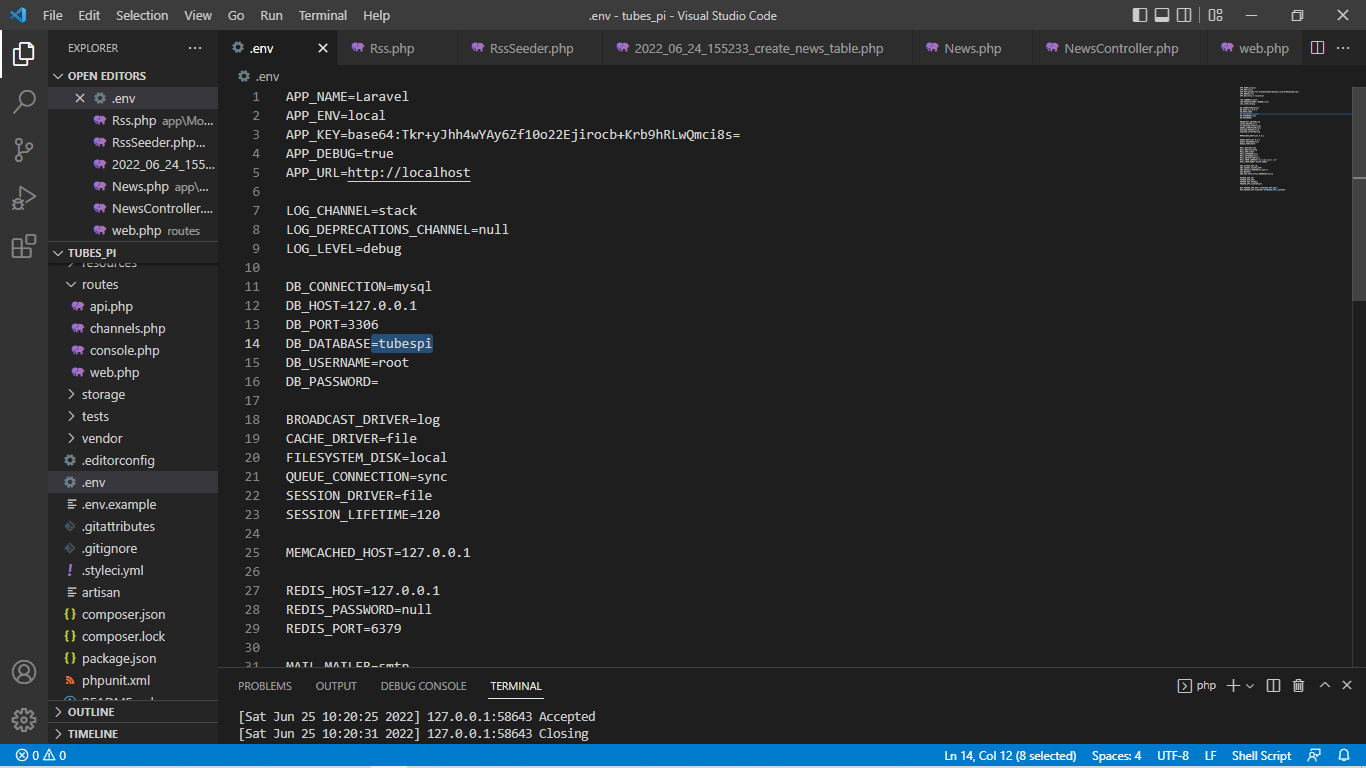 File Edit Selection View Go Run Terminal Help .env - tubes_pi - Visual Studio Code
EXPLORER
OPEN EDITORS
.env
Rss.php app\Mo...
RssSeeder.php...
2022_06_24_155...
News.php app\...
NewsController....
web.php routes
TUBES_PI
resources
routes
api.php
channels.php
console.php
web.php
storage
tests
vendor
.editorconfig
.env
.env.example
.gitattributes
.gitignore
.styleci.yml
artisan
composer.json
composer.lock
package.json
phpunit.xml
OUTLINE
TIMELINE
.env Rss.php RssSeeder.php 2022_06_24_155233_create_news_table.php News.php NewsController.php web.php
.env
1 APP_NAME=Laravel
2 APP_ENV=local
3 APP_KEY=base64:Tkr+yJhh4wYAy6Zf10o22Ejirocb+Krb9hRLwQmci8s=
4 APP_DEBUG=true
5 APP_URL=http://localhost
6
7 LOG_CHANNEL=stack
8 LOG_DEPRECATIONS_CHANNEL=null
9 LOG_LEVEL=debug
10
11 DB_CONNECTION=mysql
12 DB_HOST=127.0.0.1
13 DB_PORT=3306
14 DB_DATABASE=tubespi
15 DB_USERNAME=root
16 DB_PASSWORD=
17
18 BROADCAST_DRIVER=log
19 CACHE_DRIVER=file
20 FILESYSTEM_DISK=local
21 QUEUE_CONNECTION=sync
22 SESSION_DRIVER=file
23 SESSION_LIFETIME=120
24
25 MEMCACHED_HOST=127.0.0.1
26
27 REDIS_HOST=127.0.0.1
28 REDIS_PASSWORD=null
29 REDIS_PORT=6379
30
31 MAIL_MAILER=smtp
PROBLEMS OUTPUT DEBUG CONSOLE TERMINAL php
[Sat Jun 25 10:20:25 2022] 127.0.0.1:58643 Accepted
[Sat Jun 25 10:20:31 2022] 127.0.0.1:58643 Closing
0 0 Ln 14, Col 12 (8 selected) Spaces: 4 UTF-8 LF Shell Script